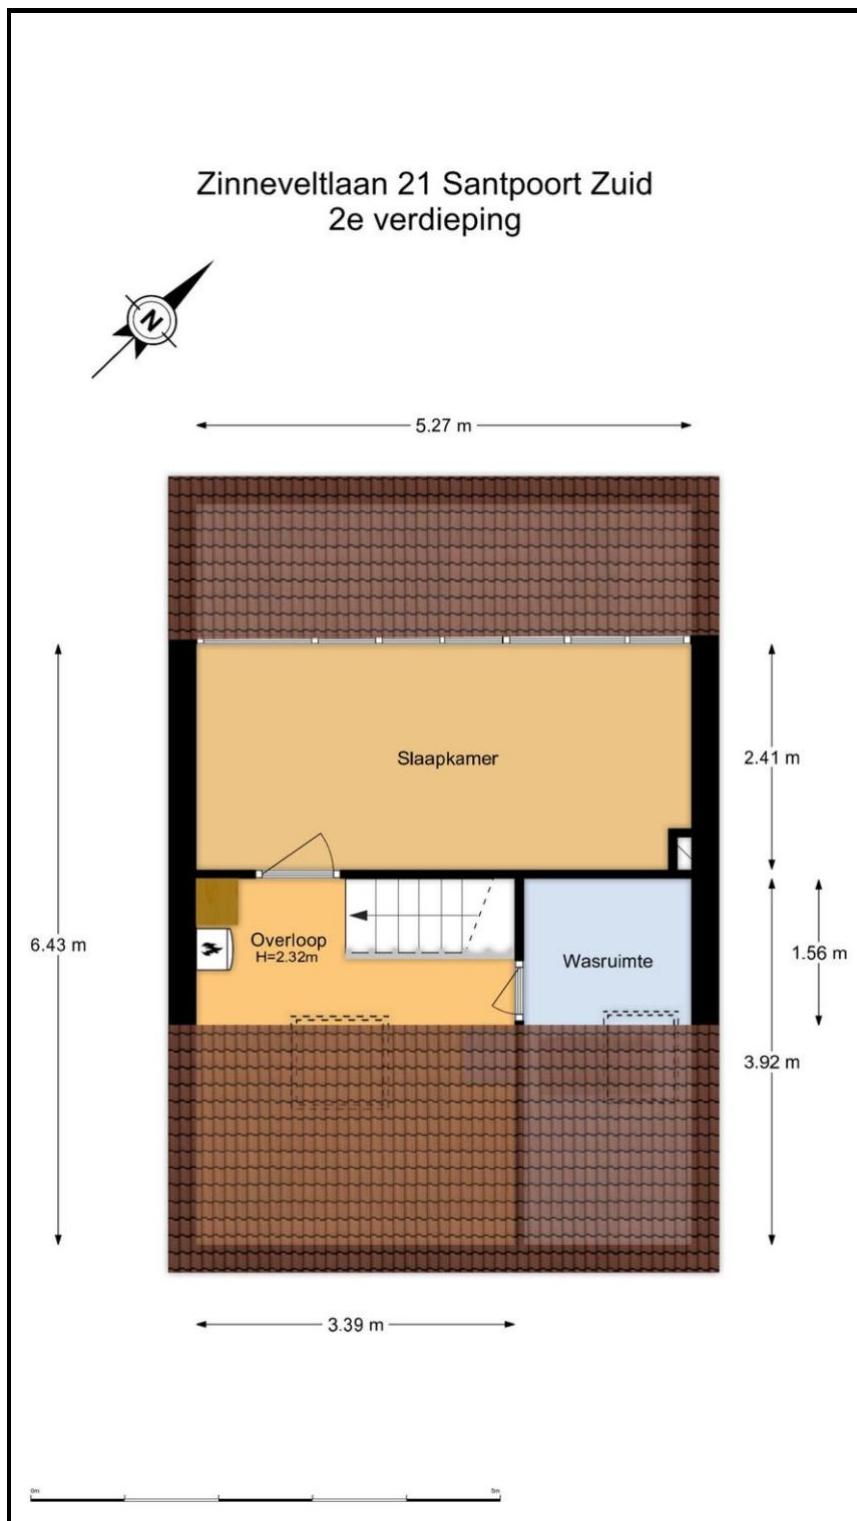 Zinneveltlaan 21 Santpoort Zuid
2e verdieping
N
5.27 m
Slaapkamer
2.41 m
6.43 m
Overloop
H=2.32m
Wasruimte
1.56 m
3.92 m
3.39 m
0m
5m